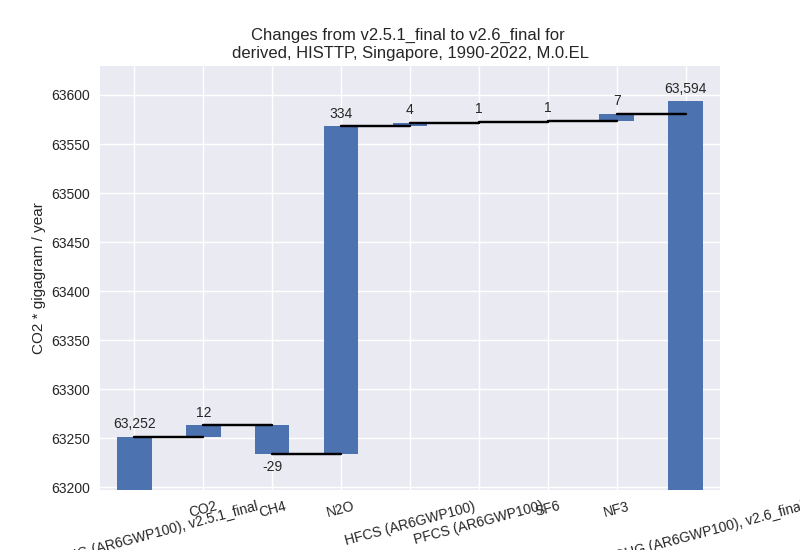 Changes from v2.5.1_final to v2.6_final for
derived, HISTTP, Singapore, 1990-2022, M.0.EL
CO2 * gigagram / year
63600
63550
63500
63450
63400
63350
63300
63250
63200
63,252
12
-29
334
4
1
1
7
63,594
(AR6GWP100), v2.5.1_final
CO2
CH4
N2O
HFCS (AR6GWP100)
PFCS (AR6GWP100)
SF6
NF3
(AR6GWP100), v2.6_final